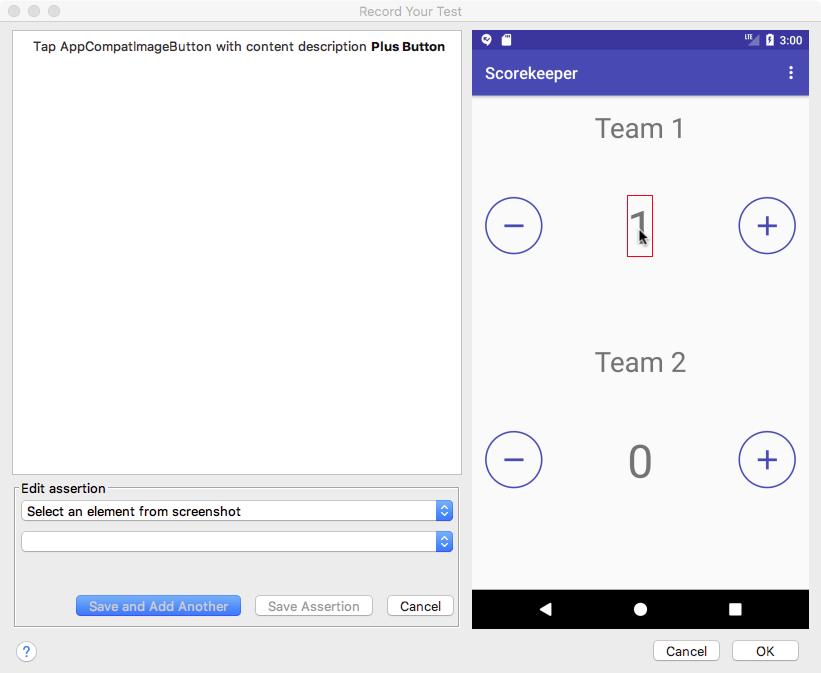 Record Your Test
Tap AppCompatImageButton with content description Plus Button
LTE 3:00
Scorekeeper
Team 1
1
Team 2
0
Edit assertion
Select an element from screenshot
Save and Add Another
Save Assertion
Cancel
?
Cancel
OK